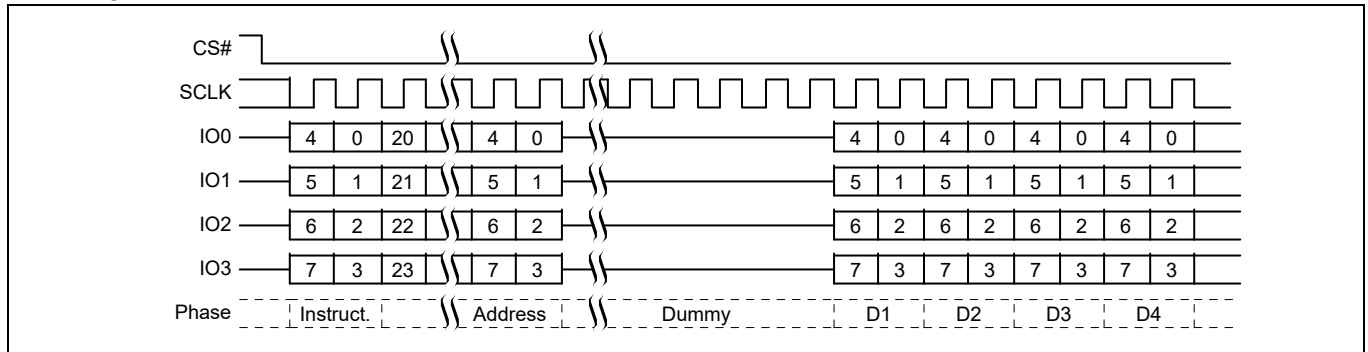 CS#
SCLK
IO0 4 0 20 4 0 4 0 4 0 4 0 4 0
IO1 5 1 21 5 1 5 1 5 1 5 1 5 1
IO2 6 2 22 6 2 6 2 6 2 6 2 6 2
IO3 7 3 23 7 3 7 3 7 3 7 3 7 3
Phase Instruct. Address Dummy D1 D2 D3 D4